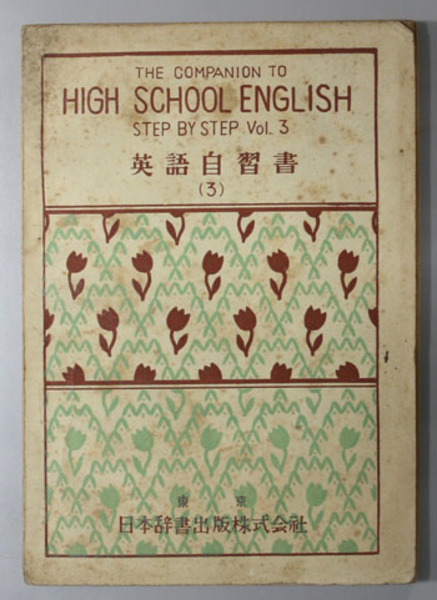 THE COMPANION TO
HIGH SCHOOL ENGLISH
STEP BY STEP VOL. 3
英語自習書
(3)
東京
日本辞書出版株式会社